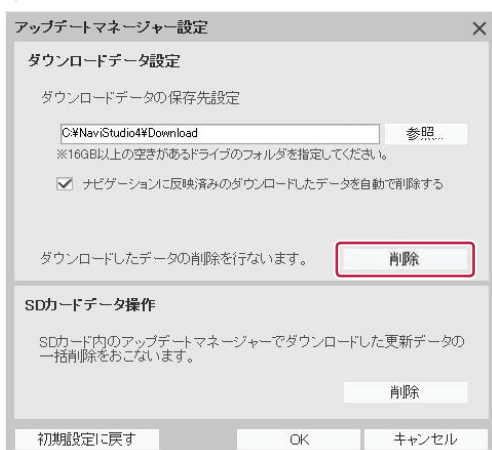 アップデートマネージャー設定
ダウンロードデータ設定
ダウンロードデータの保存先設定
C:¥NaviStudio4¥Download 参照...
※16GB以上の空きがあるドライブのフォルダを指定してください。
ナビゲーションに反映済みのダウンロードしたデータを自動で削除する
ダウンロードしたデータの削除を行ないます。 削除
SDカードデータ操作
SDカード内のアップデートマネージャーでダウンロードした更新データの
一括削除をおこないます。
削除
初期設定に戻す OK キャンセル